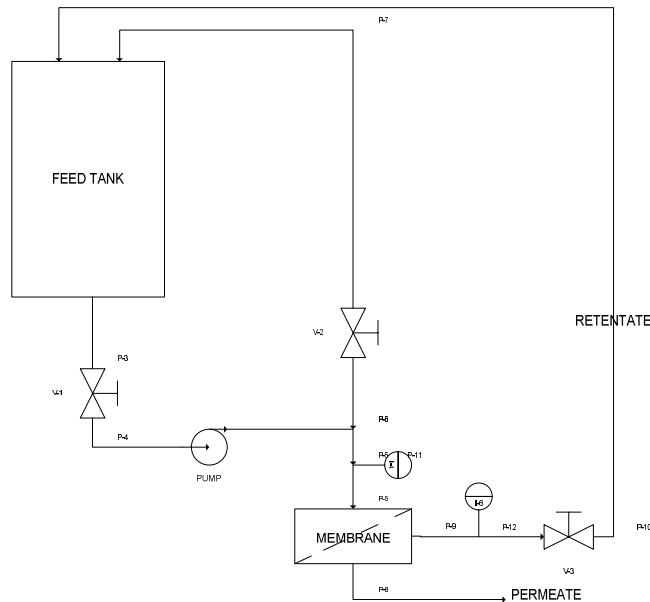 P-7
FEED TANK
RETENTATE
V-2
P-3
V-1
P-6
P-4
P-5
P-11
PUMP
P-5
I-6
P-9
P-12
P-10
MEMBRANE
V-3
P-8
PERMEATE